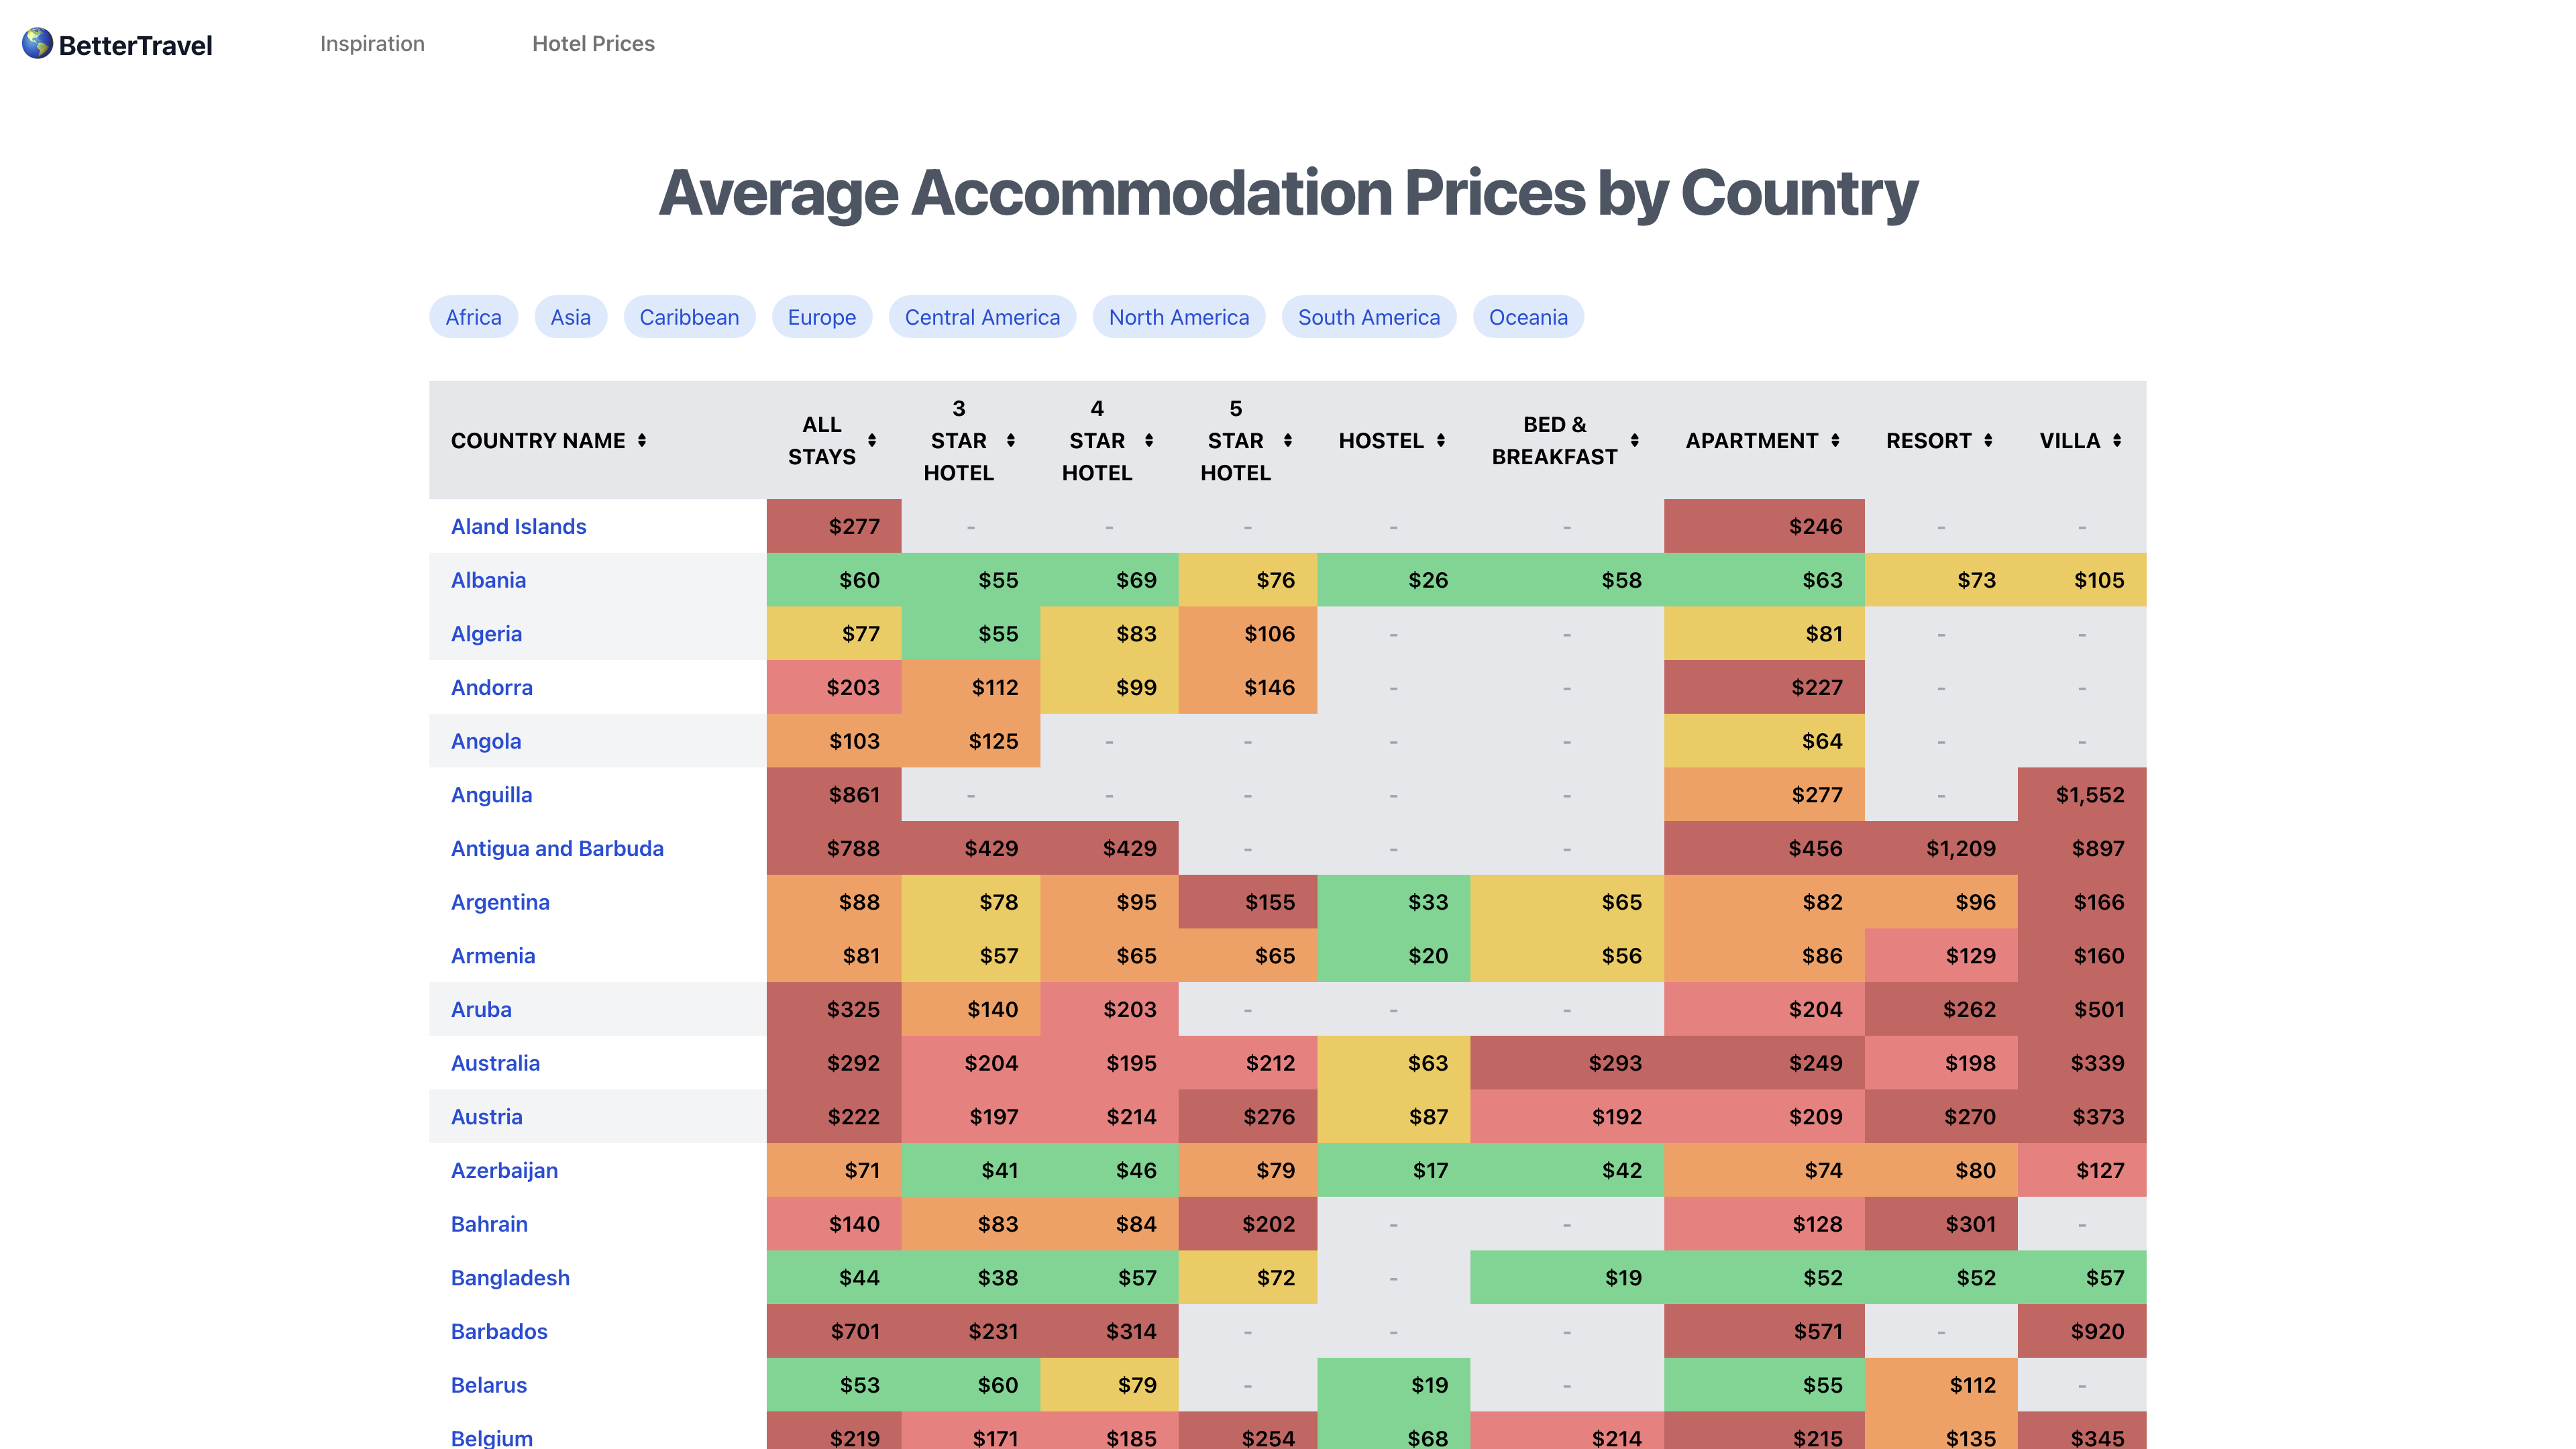 BetterTravel Inspiration Hotel Prices
Average Accommodation Prices by Country
Africa Asia Caribbean Europe Central America North America South America Oceania
COUNTRY NAME ALL STAYS 3 STAR HOTEL 4 STAR HOTEL 5 STAR HOTEL HOSTEL BED & BREAKFAST APARTMENT RESORT VILLA
Aland Islands $277 - - - - - $246 - -
Albania $60 $55 $69 $76 $26 $58 $63 $73 $105
Algeria $77 $55 $83 $106 - - $81 - -
Andorra $203 $112 $99 $146 - - $227 - -
Angola $103 $125 - - - - $64 - -
Anguilla $861 - - - - - $277 - $1,552
Antigua and Barbuda $788 $429 $429 - - - $456 $1,209 $897
Argentina $88 $78 $95 $155 $33 $65 $82 $96 $166
Armenia $81 $57 $65 $65 $20 $56 $86 $129 $160
Aruba $325 $140 $203 - - - $204 $262 $501
Australia $292 $204 $195 $212 $63 $293 $249 $198 $339
Austria $222 $197 $214 $276 $87 $192 $209 $270 $373
Azerbaijan $71 $41 $46 $79 $17 $42 $74 $80 $127
Bahrain $140 $83 $84 $202 - - $128 $301 -
Bangladesh $44 $38 $57 $72 - $19 $52 $52 $57
Barbados $701 $231 $314 - - - $571 - $920
Belarus $53 $60 $79 - $19 - $55 $112 -
Belgium $219 $171 $185 $254 $68 $214 $215 $135 $345